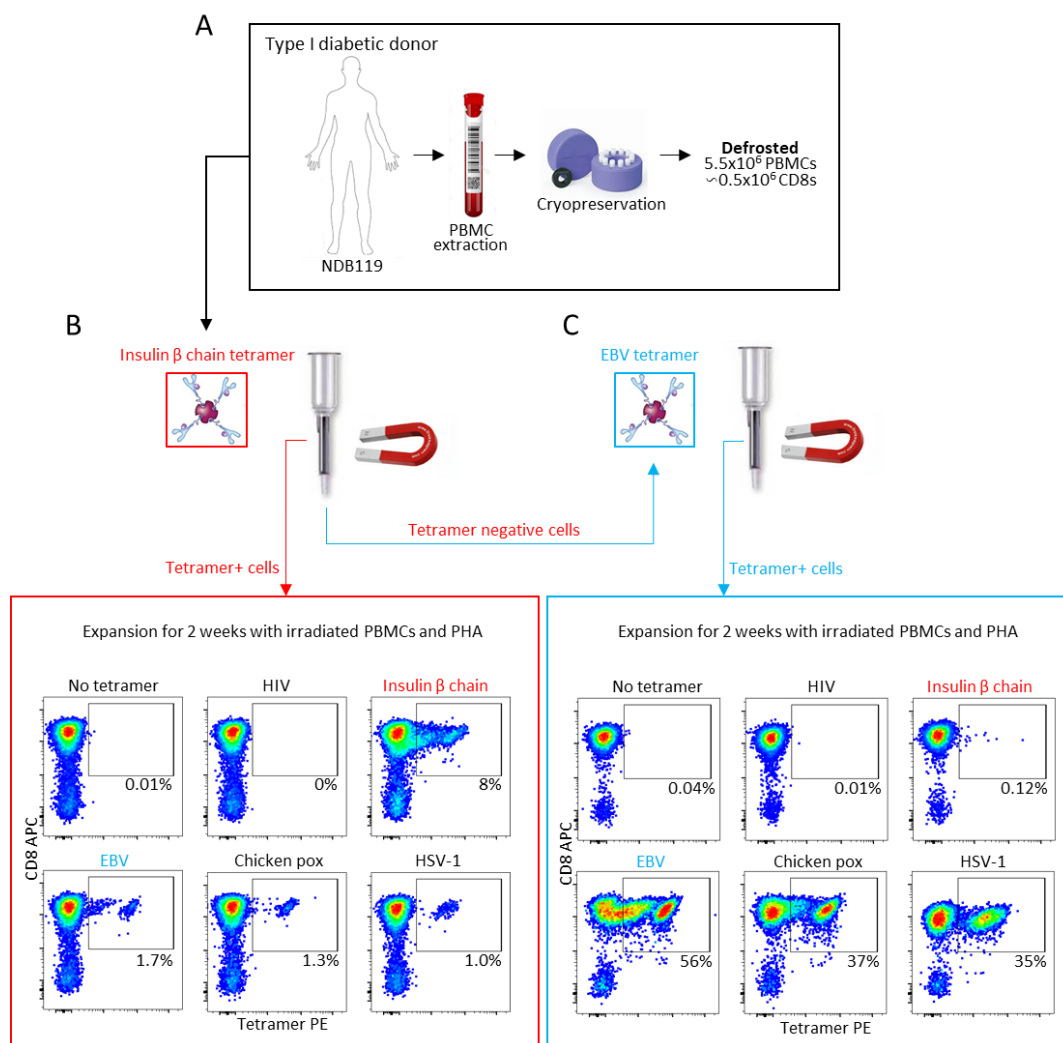 A
Type I diabetic donor
NDB119
PBMC
extraction
Cryopreservation
Defrosted
5.5x10⁶ PBMCs
~0.5x10⁶ CD8s
B
Insulin β chain tetramer
C
EBV tetramer
Tetramer negative cells
Tetramer+ cells
Tetramer+ cells
Expansion for 2 weeks with irradiated PBMCs and PHA
No tetramer
HIV
Insulin β chain
0.01%
0%
8%
CD8 APC
EBV
Chicken pox
HSV-1
1.7%
1.3%
1.0%
Tetramer PE
Expansion for 2 weeks with irradiated PBMCs and PHA
No tetramer
HIV
Insulin β chain
0.04%
0.01%
0.12%
CD8 APC
EBV
Chicken pox
HSV-1
56%
37%
35%
Tetramer PE